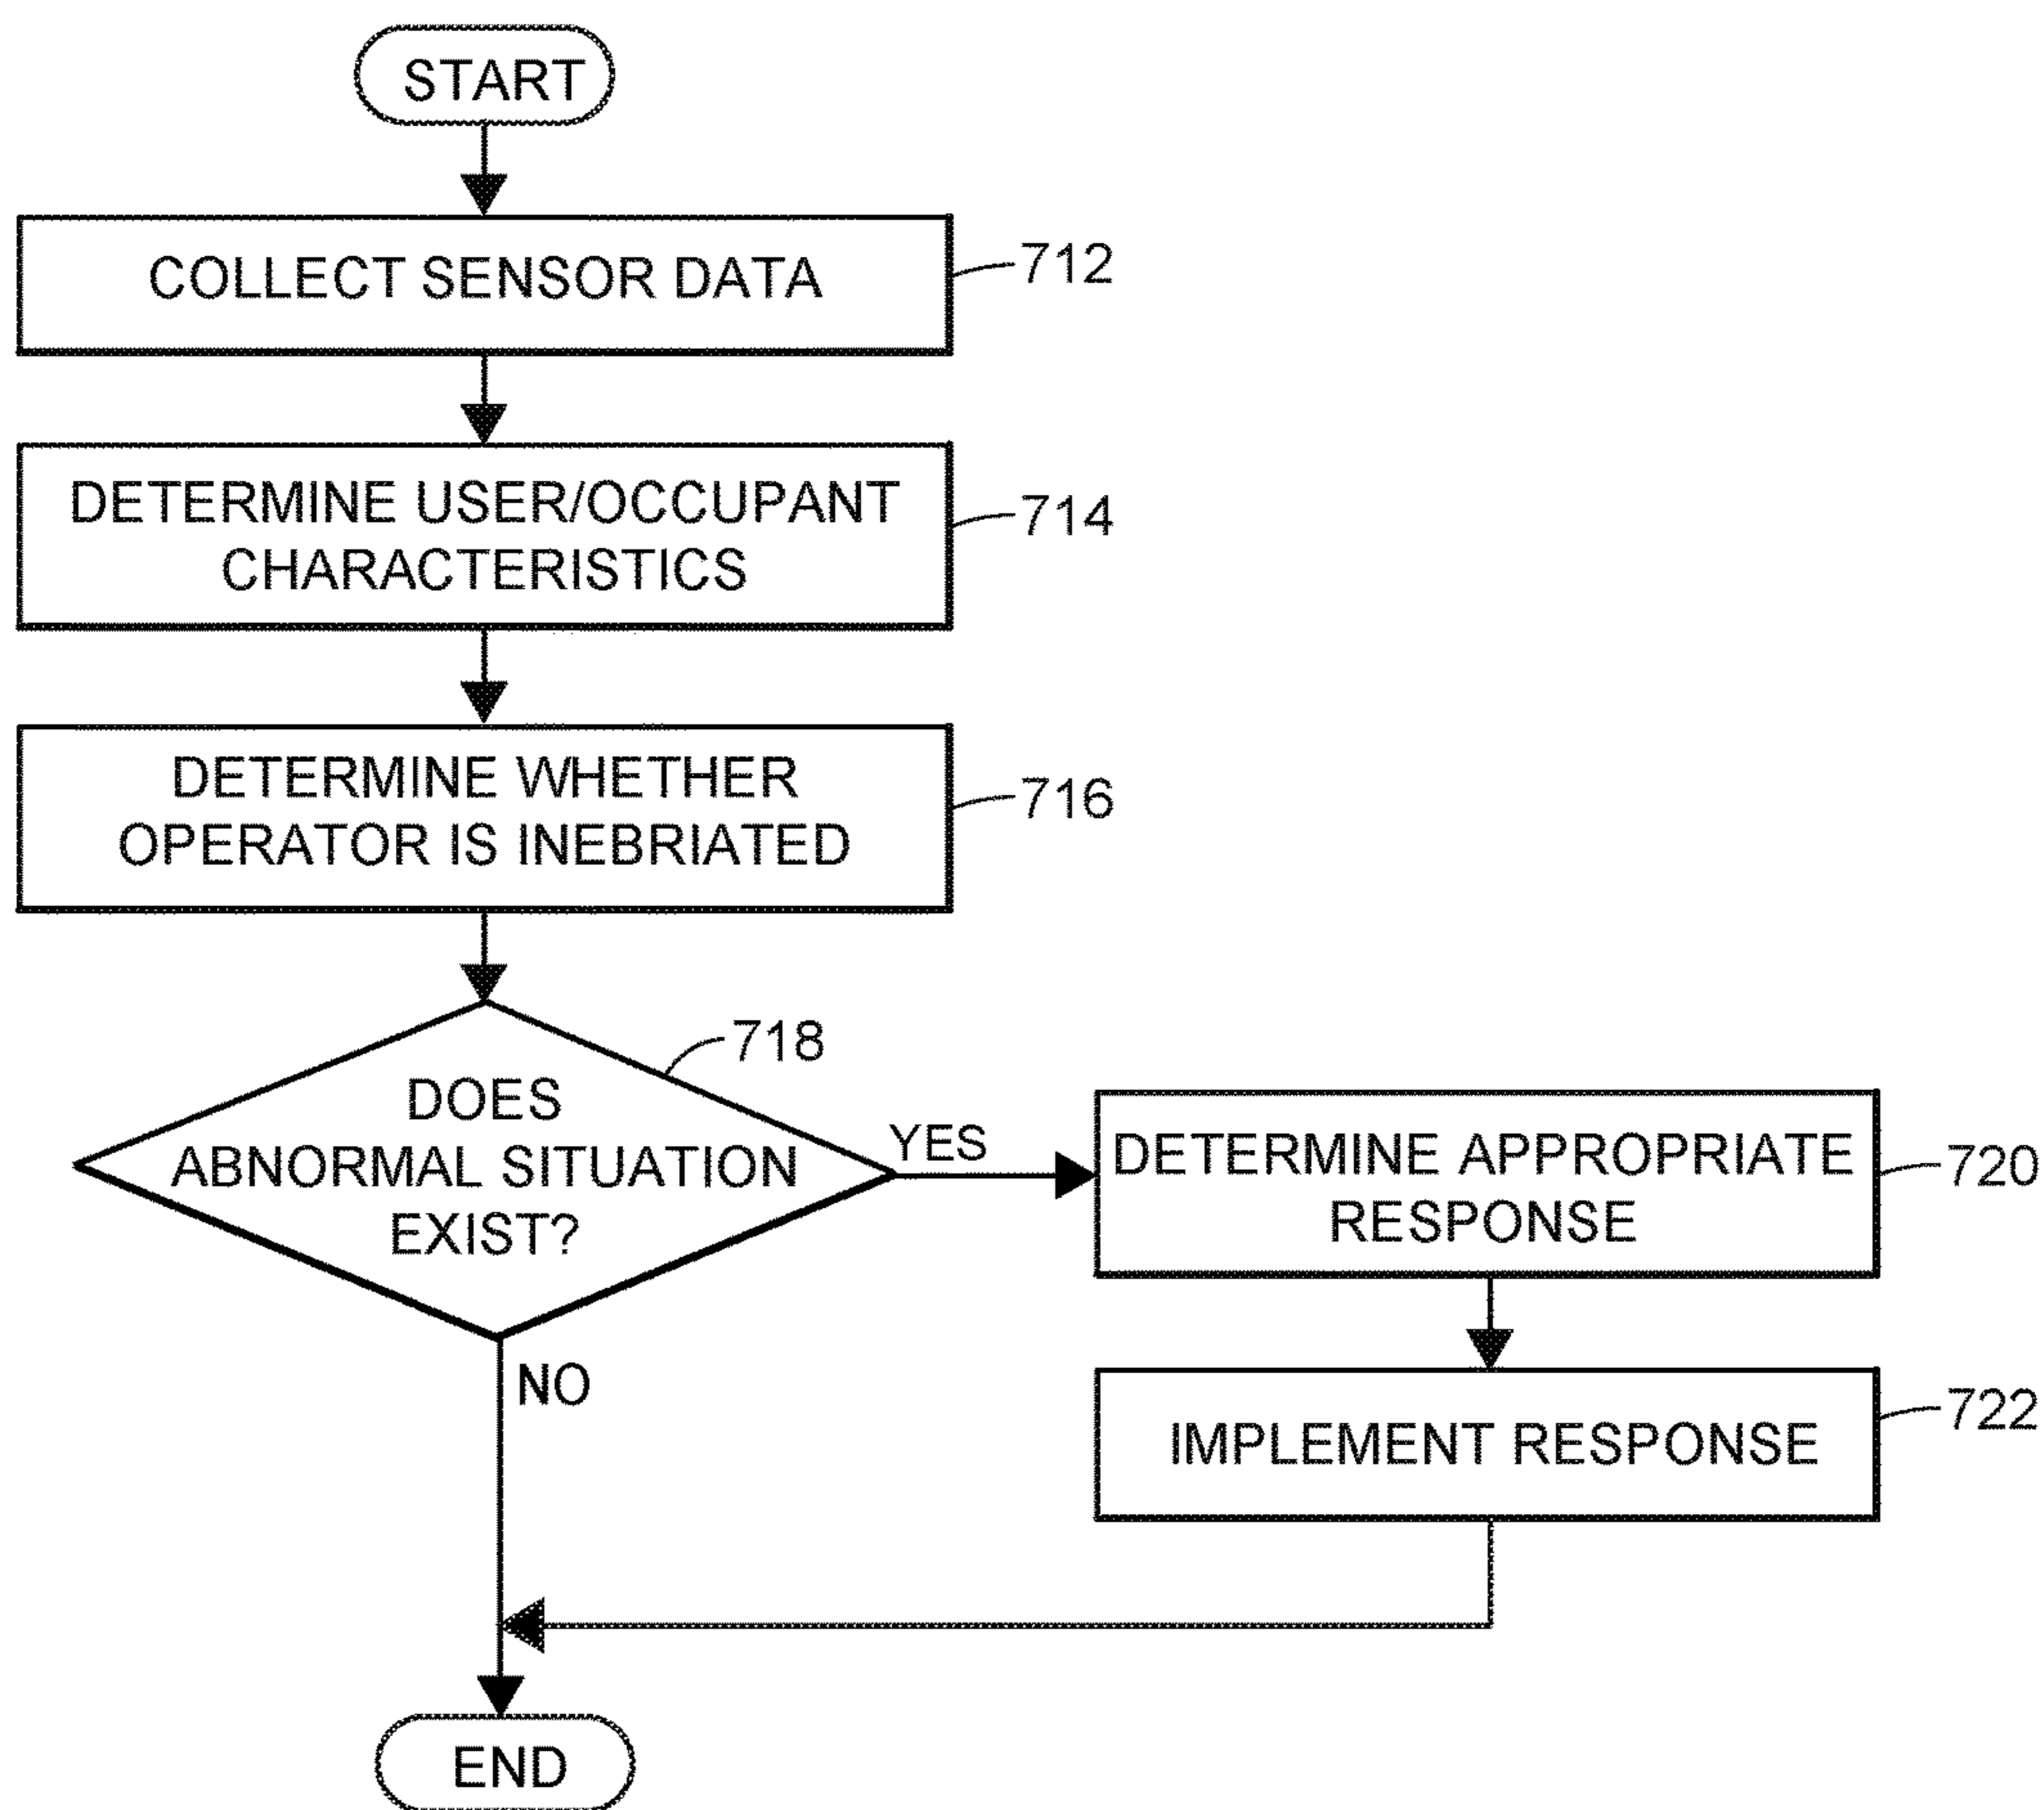 START
COLLECT SENSOR DATA
712
DETERMINE USER/OCCUPANT
CHARACTERISTICS
714
DETERMINE WHETHER
OPERATOR IS INEBRIATED
716
718
DOES
ABNORMAL SITUATION
EXIST?
YES
NO
DETERMINE APPROPRIATE
RESPONSE
720
IMPLEMENT RESPONSE
722
END